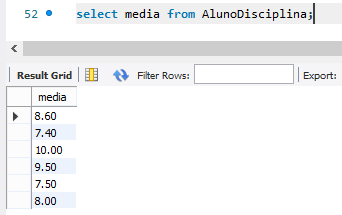 52 select media from AlunoDisciplina;
Result Grid Filter Rows: Export:
media
8.60
7.40
10.00
9.50
7.50
8.00